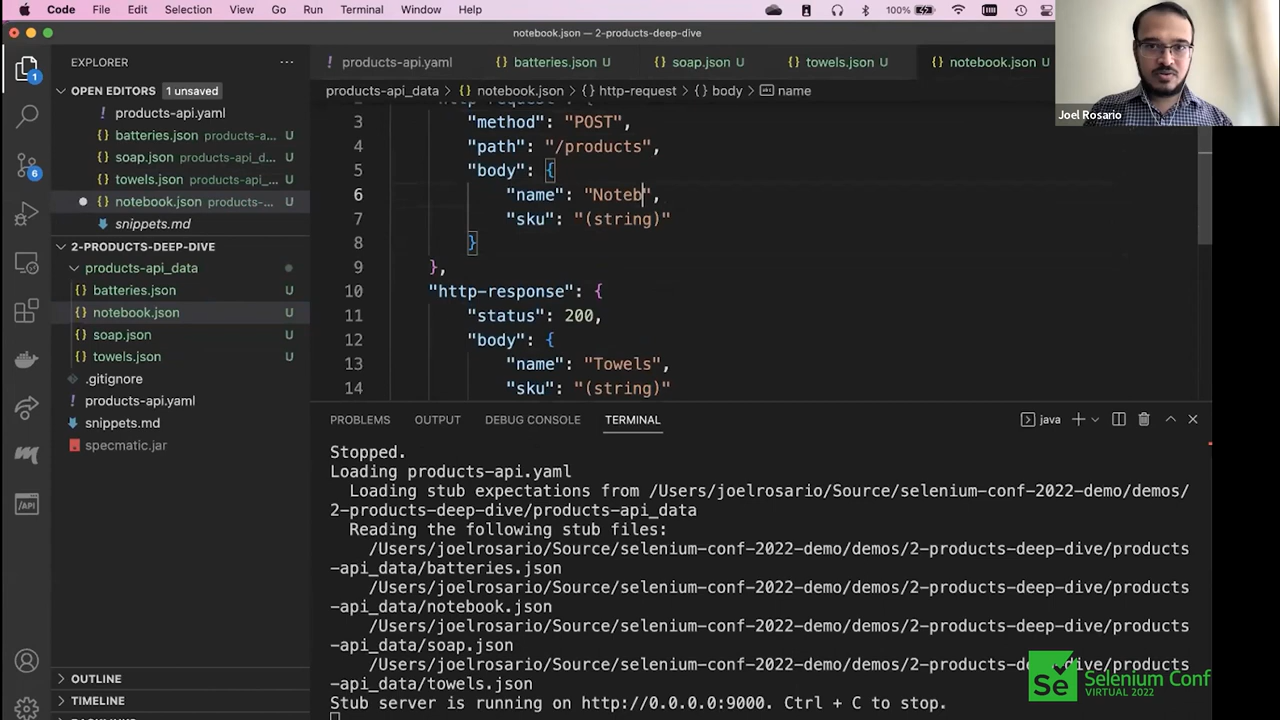 Code File Edit Selection View Go Run Terminal Window Help 100%
notebook.json — 2-products-deep-dive
EXPLORER
products-api.yaml batteries.json U soap.json U towels.json U notebook.json U
OPEN EDITORS 1 unsaved
products-api_data notebook.json http-request body name
products-api.yaml
batteries.json products-a... U
soap.json products-api_d... U
towels.json products-api_... U
notebook.json products-... U
snippets.md
2-PRODUCTS-DEEP-DIVE
products-api_data
batteries.json U
notebook.json U
soap.json U
towels.json U
.gitignore
products-api.yaml
snippets.md
specmatic.jar
1
6
/API
OUTLINE
TIMELINE
3 "method": "POST",
4 "path": "/products",
5 "body": {
6 "name": "Noteb",
7 "sku": "(string)"
8 }
9 },
10 "http-response": {
11 "status": 200,
12 "body": {
13 "name": "Towels",
14 "sku": "(string)"
PROBLEMS OUTPUT DEBUG CONSOLE TERMINAL java
Stopped.
Loading products-api.yaml
Loading stub expectations from /Users/joelrosario/Source/selenium-conf-2022-demo/demos/
2-products-deep-dive/products-api_data
Reading the following stub files:
/Users/joelrosario/Source/selenium-conf-2022-demo/demos/2-products-deep-dive/products
-api_data/batteries.json
/Users/joelrosario/Source/selenium-conf-2022-demo/demos/2-products-deep-dive/products
-api_data/notebook.json
/Users/joelrosario/Source/selenium-conf-2022-demo/demos/2-products-deep-dive/products
-api_data/soap.json
/Users/joelrosario/Source/selenium-conf-2022-demo/demos/2-products-deep-dive/products
-api_data/towels.json
Stub server is running on http://0.0.0.0:9000. Ctrl + C to stop.
Joel Rosario
Se
Selenium Conf
VIRTUAL 2022